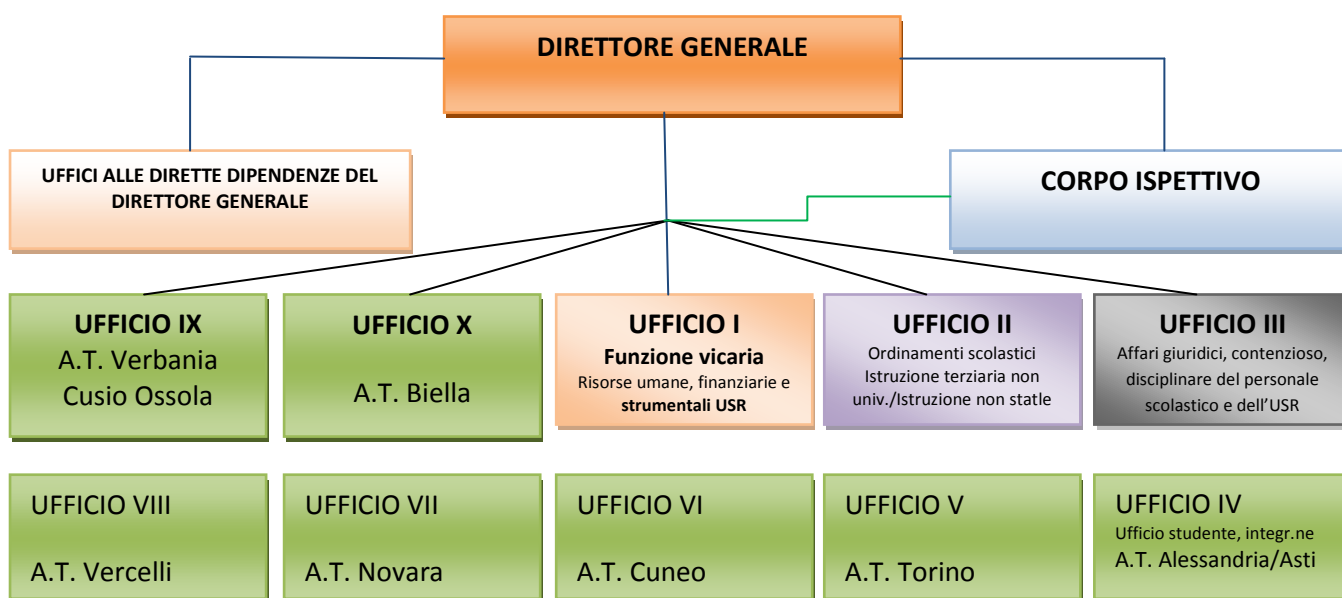 DIRETTORE GENERALE
UFFICI ALLE DIRETTE DIPENDENZE DEL
DIRETTORE GENERALE
CORPO ISPETTIVO
UFFICIO IX
A.T. Verbania
Cusio Ossola
UFFICIO X
A.T. Biella
UFFICIO I
Funzione vicaria
Risorse umane, finanziarie e
strumentali USR
UFFICIO II
Ordinamenti scolastici
Istruzione terziaria non
univ./Istruzione non statle
UFFICIO III
Affari giuridici, contenzioso,
disciplinare del personale
scolastico e dell'USR
UFFICIO VIII
A.T. Vercelli
UFFICIO VII
A.T. Novara
UFFICIO VI
A.T. Cuneo
UFFICIO V
A.T. Torino
UFFICIO IV
Ufficio studente, integr.ne
A.T. Alessandria/Asti